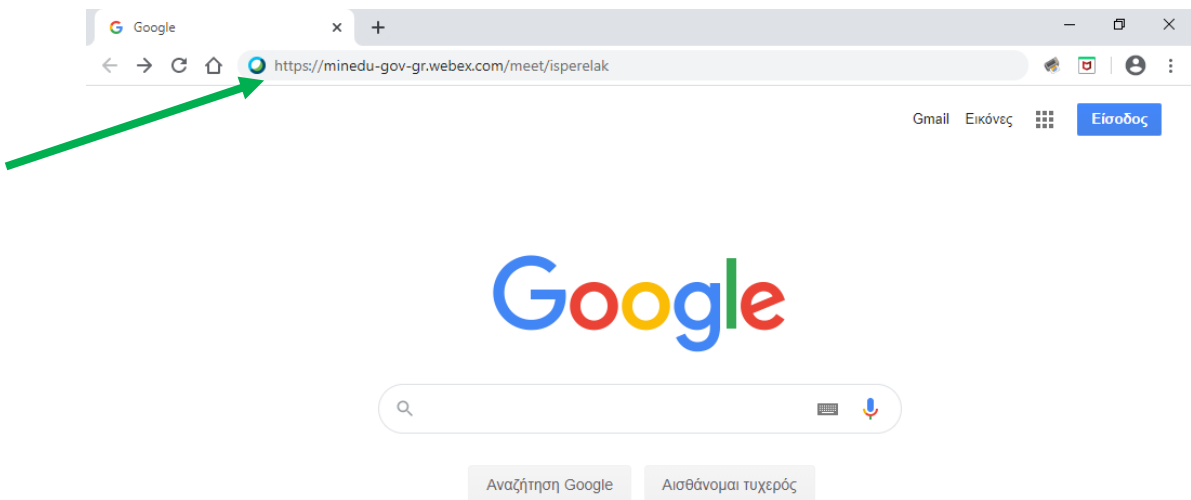 Google
https://minedu-gov-gr.webex.com/meet/isperelak
Gmail Εικόνες Είσοδος
Google
Αναζήτηση Google Αισθάνομαι τυχερός